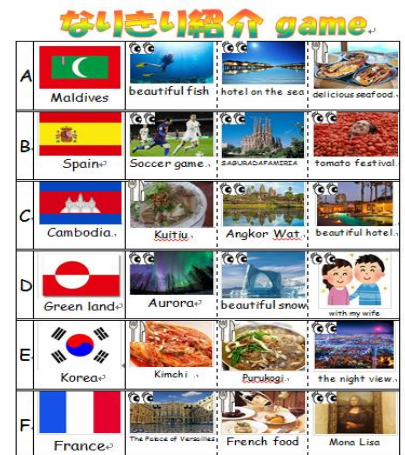 なりきり紹介 game
A
Maldives
beautiful fish
hotel on the sea
delicious seafood.
B
Spain
Soccer game.
SAGURADAFAMIRIA
tomato festival.
C
Cambodia.
Kuitiu.
Angkor Wat.
beautiful hotel.
D
Green land
Aurora
beautiful snow
with my wife
E
Korea
Kimchi.
Purukogi.
the night view.
F
France
The Palace of Versailles
French food
Mona Lisa